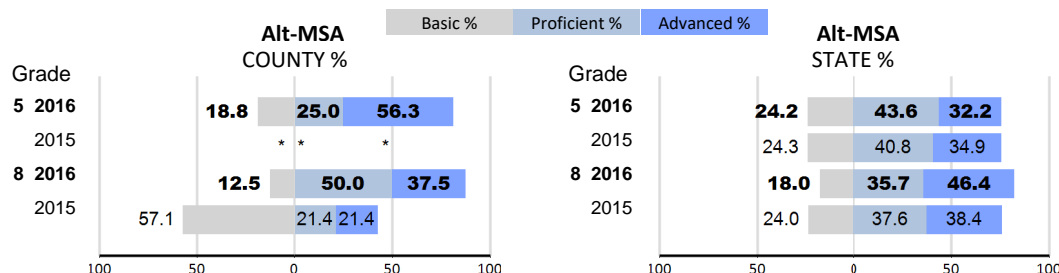 Basic % Proficient % Advanced %
Alt-MSA
COUNTY %
Grade
5 2016 18.8 25.0 56.3
2015 * * *
8 2016 12.5 50.0 37.5
2015 57.1 21.4 21.4
100 50 0 50 100
Alt-MSA
STATE %
Grade
5 2016 24.2 43.6 32.2
2015 24.3 40.8 34.9
8 2016 18.0 35.7 46.4
2015 24.0 37.6 38.4
100 50 0 50 100